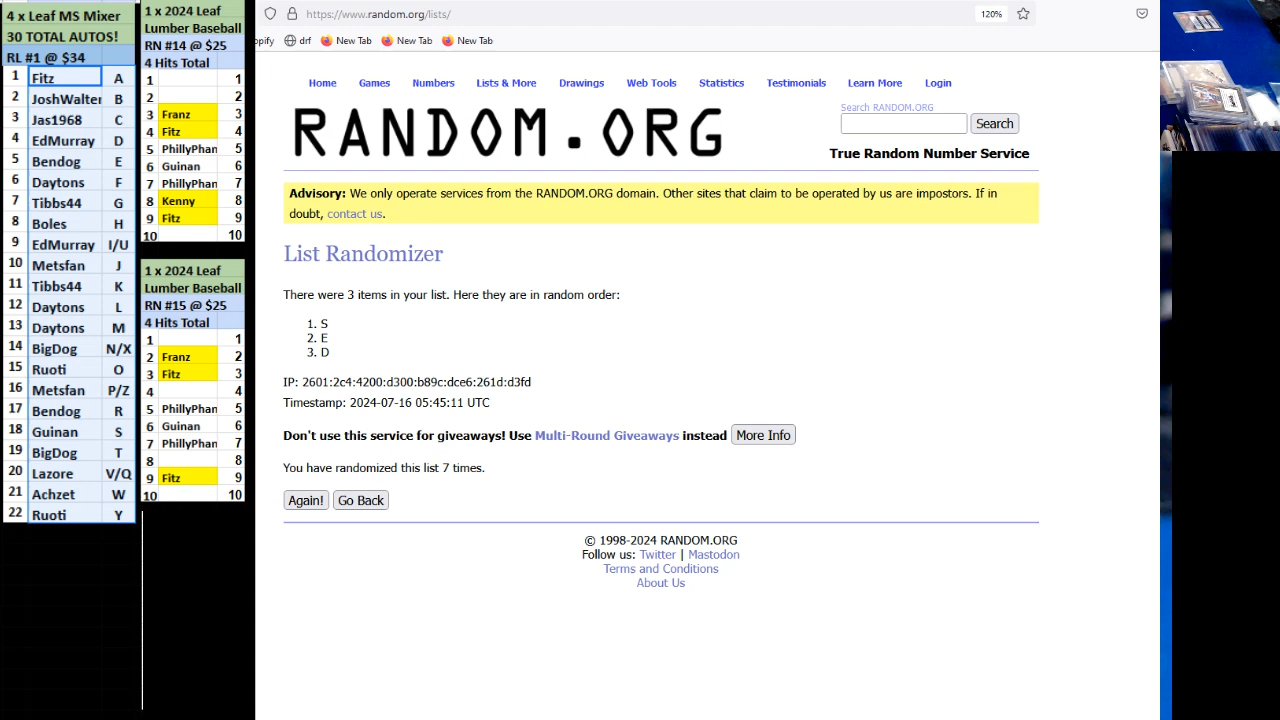 4 x Leaf MS Mixer
30 TOTAL AUTOS!
RL #1 @ $34
1 Fitz A
2 JoshWalter B
3 Jas1968 C
4 EdMurray D
5 Bendog E
6 Daytons F
7 Tibbs44 G
8 Boles H
9 EdMurray I/U
10 Metsfan J
11 Tibbs44 K
12 Daytons L
13 Daytons M
14 BigDog N/X
15 Ruoti O
16 Metsfan P/Z
17 Bendog R
18 Guinan S
19 BigDog T
20 Lazore V/Q
21 Achzet W
22 Ruoti Y
1 x 2024 Leaf
Lumber Baseball
RN #14 @ $25
4 Hits Total
1 1
2 2
3 Franz 3
4 Fitz 4
5 PhillyPhan 5
6 Guinan 6
7 PhillyPhan 7
8 Kenny 8
9 Fitz 9
10 10
1 x 2024 Leaf
Lumber Baseball
RN #15 @ $25
4 Hits Total
1 1
2 Franz 2
3 Fitz 3
4 4
5 PhillyPhan 5
6 Guinan 6
7 PhillyPhan 7
8 8
9 Fitz 9
10 10
https://www.random.org/lists/ 120%
opify drf New Tab New Tab New Tab
Home Games Numbers Lists & More Drawings Web Tools Statistics Testimonials Learn More Login
RANDOM.ORG
Search RANDOM.ORG
Search
True Random Number Service
Advisory: We only operate services from the RANDOM.ORG domain. Other sites that claim to be operated by us are impostors. If in
doubt, contact us.
List Randomizer
There were 3 items in your list. Here they are in random order:
1. S
2. E
3. D
IP: 2601:2c4:4200:d300:b89c:dce6:261d:d3fd
Timestamp: 2024-07-16 05:45:11 UTC
Don't use this service for giveaways! Use Multi-Round Giveaways instead More Info
You have randomized this list 7 times.
Again! Go Back
© 1998-2024 RANDOM.ORG
Follow us: Twitter | Mastodon
Terms and Conditions
About Us